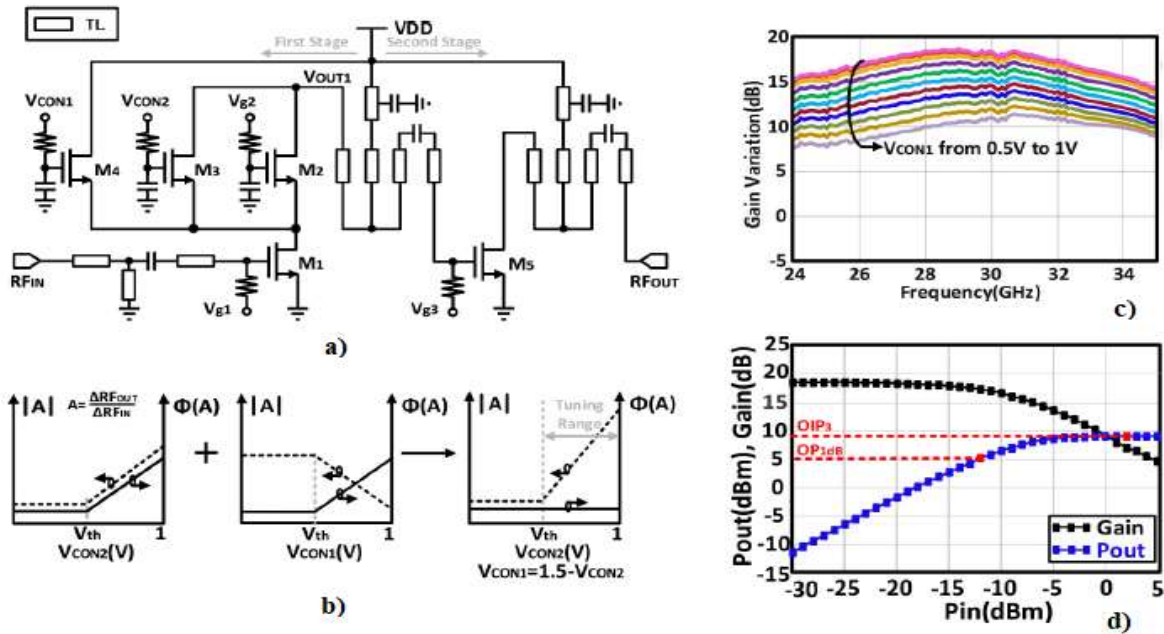 TL
VDD
First Stage
Second Stage
VOUT1
VCON1
VCON2
Vg2
M4
M3
M2
RFIN
M1
Vg1
Vg3
M5
RFOUT
a)
|A|
A=ΔRFOUT/ΔRFIN
Φ(A)
+
|A|
Φ(A)
|A|
Tuning
Range
Φ(A)
Vth
1
VCON2(V)
Vth
1
VCON1(V)
Vth
1
VCON2(V)
VCON1=1.5-VCON2
b)
Gain Variation(dB)
20
15
10
5
0
-5
VCON1 from 0.5V to 1V
24 26 28 30 32 34
Frequency(GHz)
c)
Pout(dBm), Gain(dB)
25
20
15
10
5
0
-5
-10
-15
OIP3
OP1dB
Gain
Pout
-30 -25 -20 -15 -10 -5 0 5
Pin(dBm)
d)